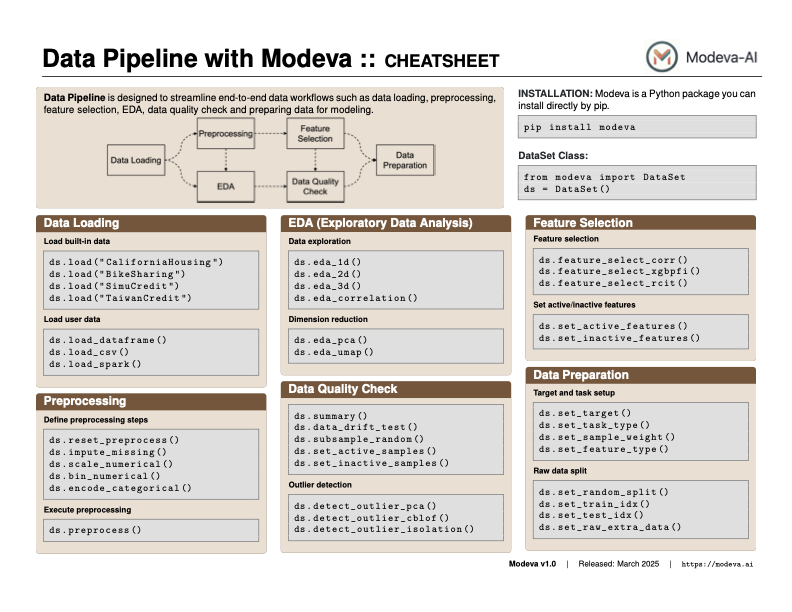 Data Pipeline with Modeva :: CHEATSHEET
Modeva-AI
Data Pipeline is designed to streamline end-to-end data workflows such as data loading, preprocessing,
feature selection, EDA, data quality check and preparing data for modeling.
Data Loading
Preprocessing
Feature
Selection
EDA
Data Quality
Check
Data
Preparation
INSTALLATION: Modeva is a Python package you can
install directly by pip.
pip install modeva
DataSet Class:
from modeva import DataSet
ds = DataSet()
Data Loading
Load built-in data
ds.load("CaliforniaHousing")
ds.load("BikeSharing")
ds.load("SimuCredit")
ds.load("TaiwanCredit")
Load user data
ds.load_dataframe()
ds.load_csv()
ds.load_spark()
Preprocessing
Define preprocessing steps
ds.reset_preprocess()
ds.impute_missing()
ds.scale_numerical()
ds.bin_numerical()
ds.encode_categorical()
Execute preprocessing
ds.preprocess()
EDA (Exploratory Data Analysis)
Data exploration
ds.eda_1d()
ds.eda_2d()
ds.eda_3d()
ds.eda_correlation()
Dimension reduction
ds.eda_pca()
ds.eda_umap()
Data Quality Check
ds.summary()
ds.data_drift_test()
ds.subsample_random()
ds.set_active_samples()
ds.set_inactive_samples()
Outlier detection
ds.detect_outlier_pca()
ds.detect_outlier_cblof()
ds.detect_outlier_isolation()
Feature Selection
Feature selection
ds.feature_select_corr()
ds.feature_select_xgbpfi()
ds.feature_select_rcit()
Set active/inactive features
ds.set_active_features()
ds.set_inactive_features()
Data Preparation
Target and task setup
ds.set_target()
ds.set_task_type()
ds.set_sample_weight()
ds.set_feature_type()
Raw data split
ds.set_random_split()
ds.set_train_idx()
ds.set_test_idx()
ds.set_raw_extra_data()
Modeva v1.0 | Released: March 2025 | https://modeva.ai